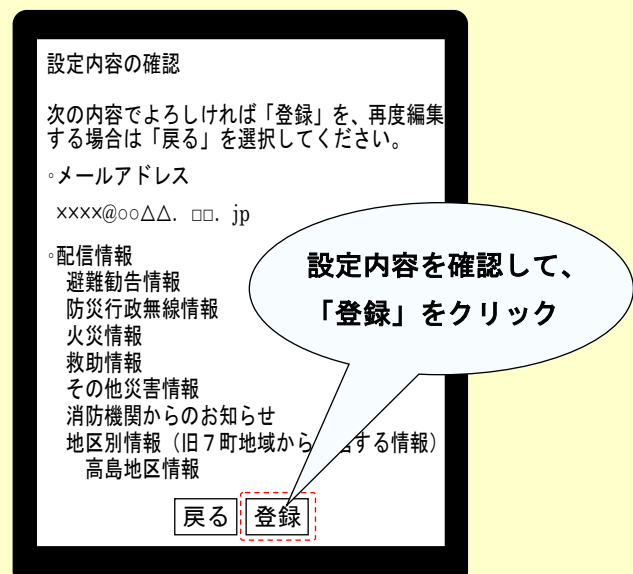 設定内容の確認
次の内容でよろしければ「登録」を、再度編集
する場合は「戻る」を選択してください。
◦メールアドレス
××××@○○△△. □□. jp
◦配信情報
避難勧告情報
防災行政無線情報
火災情報
救助情報
その他災害情報
消防機関からのお知らせ
地区別情報（旧７町地域から する情報）
高島地区情報
戻る 登録
設定内容を確認して、
「登録」をクリック